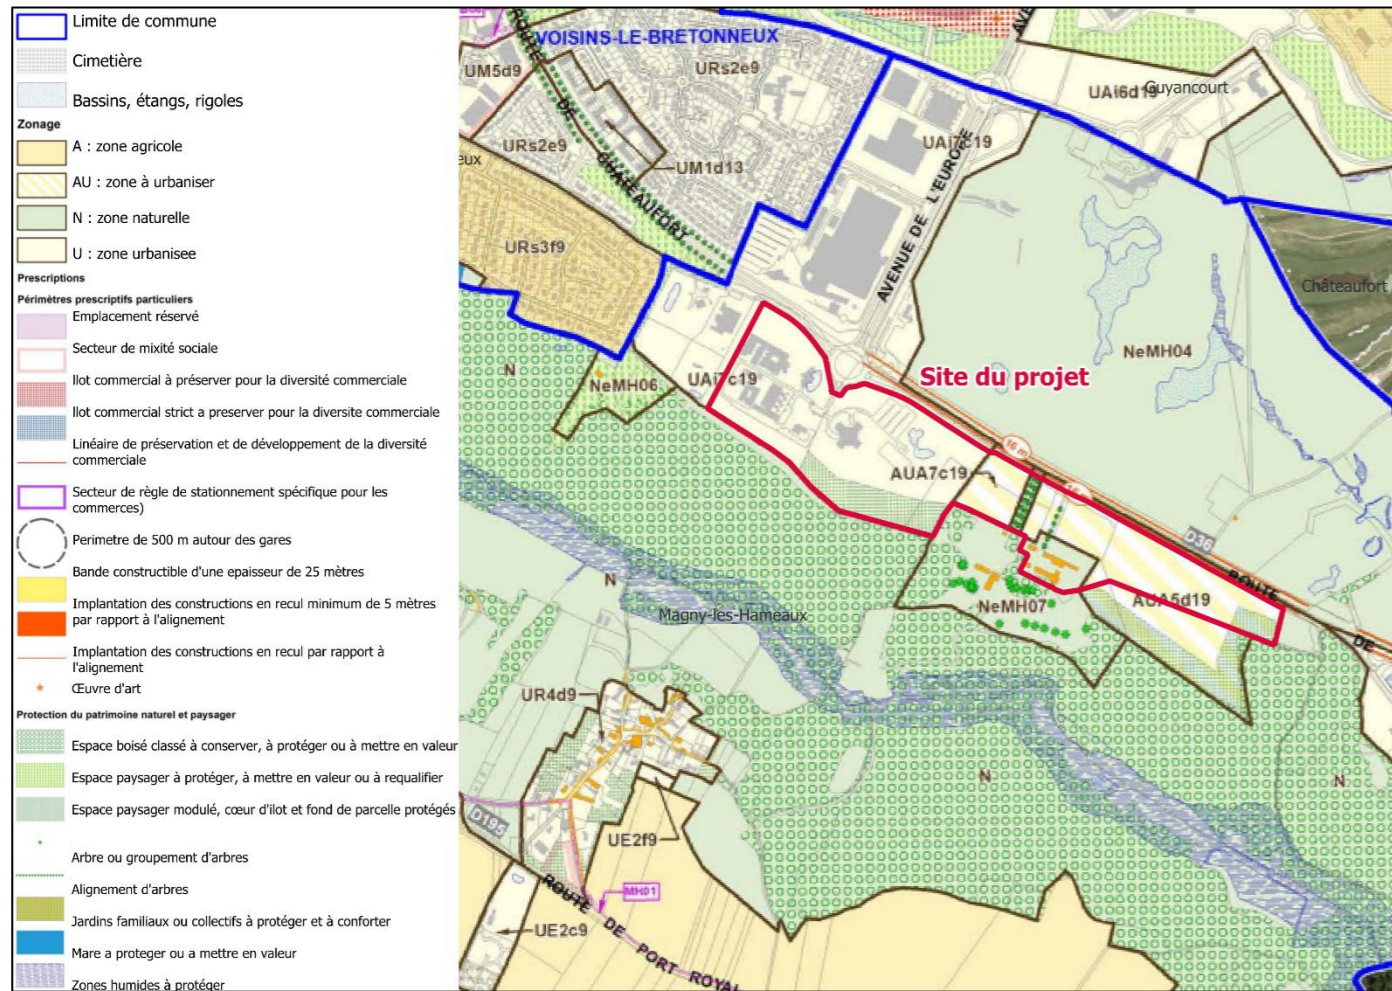 Limite de commune
Cimetière
Bassins, étangs, rigoles
Zonage
A : zone agricole
AU : zone à urbaniser
N : zone naturelle
U : zone urbanisee
Prescriptions
Périmètres prescriptifs particuliers
Emplacement réservé
Secteur de mixité sociale
Ilot commercial à préserver pour la diversité commerciale
Ilot commercial strict a preserver pour la diversite commerciale
Linéaire de préservation et de développement de la diversité
commerciale
Secteur de règle de stationnement spécifique pour les
commerces)
Perimetre de 500 m autour des gares
Bande constructible d'une epaisseur de 25 mètres
Implantation des constructions en recul minimum de 5 mètres
par rapport à l'alignement
Implantation des constructions en recul par rapport à
l'alignement
Œuvre d'art
Protection du patrimoine naturel et paysager
Espace boisé classé à conserver, à protéger ou à mettre en valeur
Espace paysager à protéger, à mettre en valeur ou à requalifier
Espace paysager modulé, cœur d'ilot et fond de parcelle protégés
Arbre ou groupement d'arbres
Alignement d'arbres
Jardins familiaux ou collectifs à protéger et à conforter
Mare a proteger ou a mettre en valeur
Zones humides à protéger
VOISINS-LE-BRETONNEUX
UM5d9
URs2e9
UAi6d19
Guyancourt
URs2e9
UM1d13
UAi7c19
ROUTE DE CHATEAUFORT
AVENUE DE L'EUROPE
eux
URs3f9
Châteaufort
NeMH04
N
NeMH06
UAi7c19
Site du projet
16 m
AUA7c19
D36
ROUTE DE
N
Magny-les-Hameaux
NeMH07
AUA5d19
UR4d9
N
D195
UE2f9
MH01
UE2c9
ROUTE DE PORT ROYAL